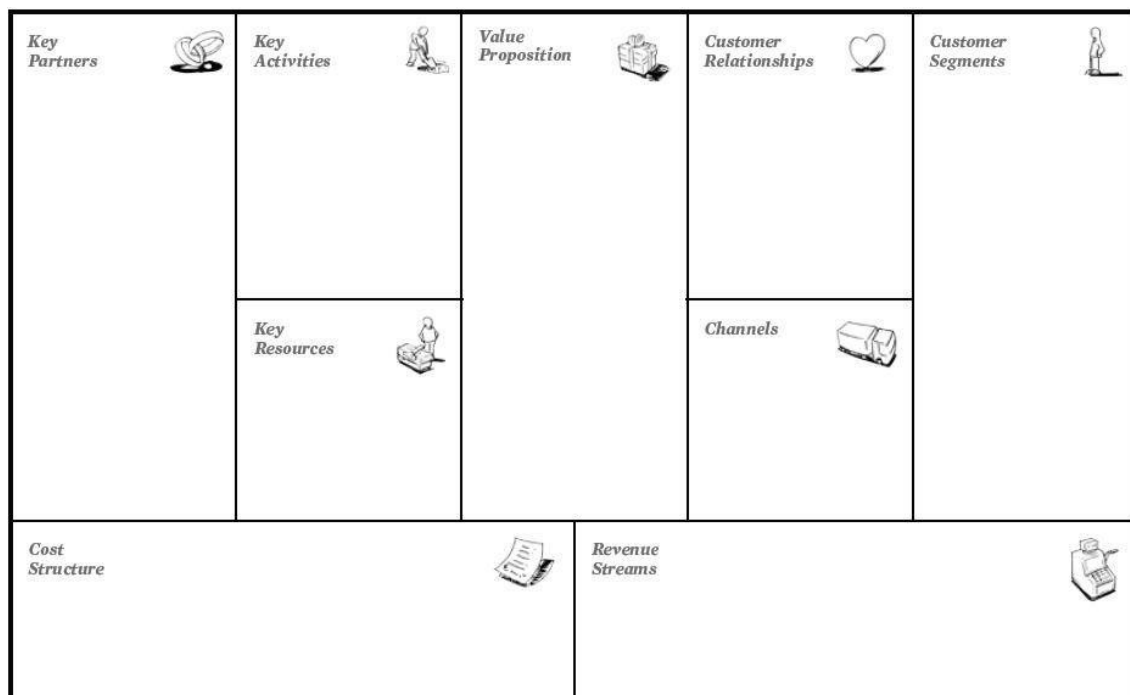 Key
Partners
Key
Activities
Value
Proposition
Customer
Relationships
Customer
Segments
Key
Resources
Channels
Cost
Structure
Revenue
Streams